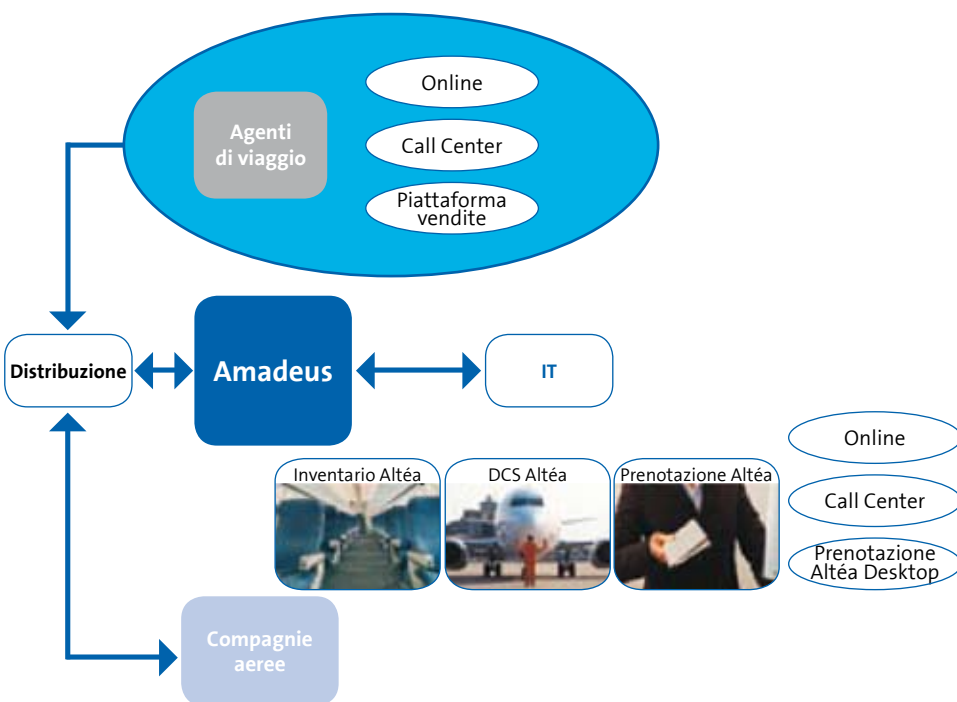 Online
Agenti
di viaggio
Call Center
Piattaforma
vendite
Distribuzione
Amadeus
IT
Online
Inventario Altéa
DCS Altéa
Prenotazione Altéa
Call Center
Prenotazione
Altéa Desktop
Compagnie
aeree